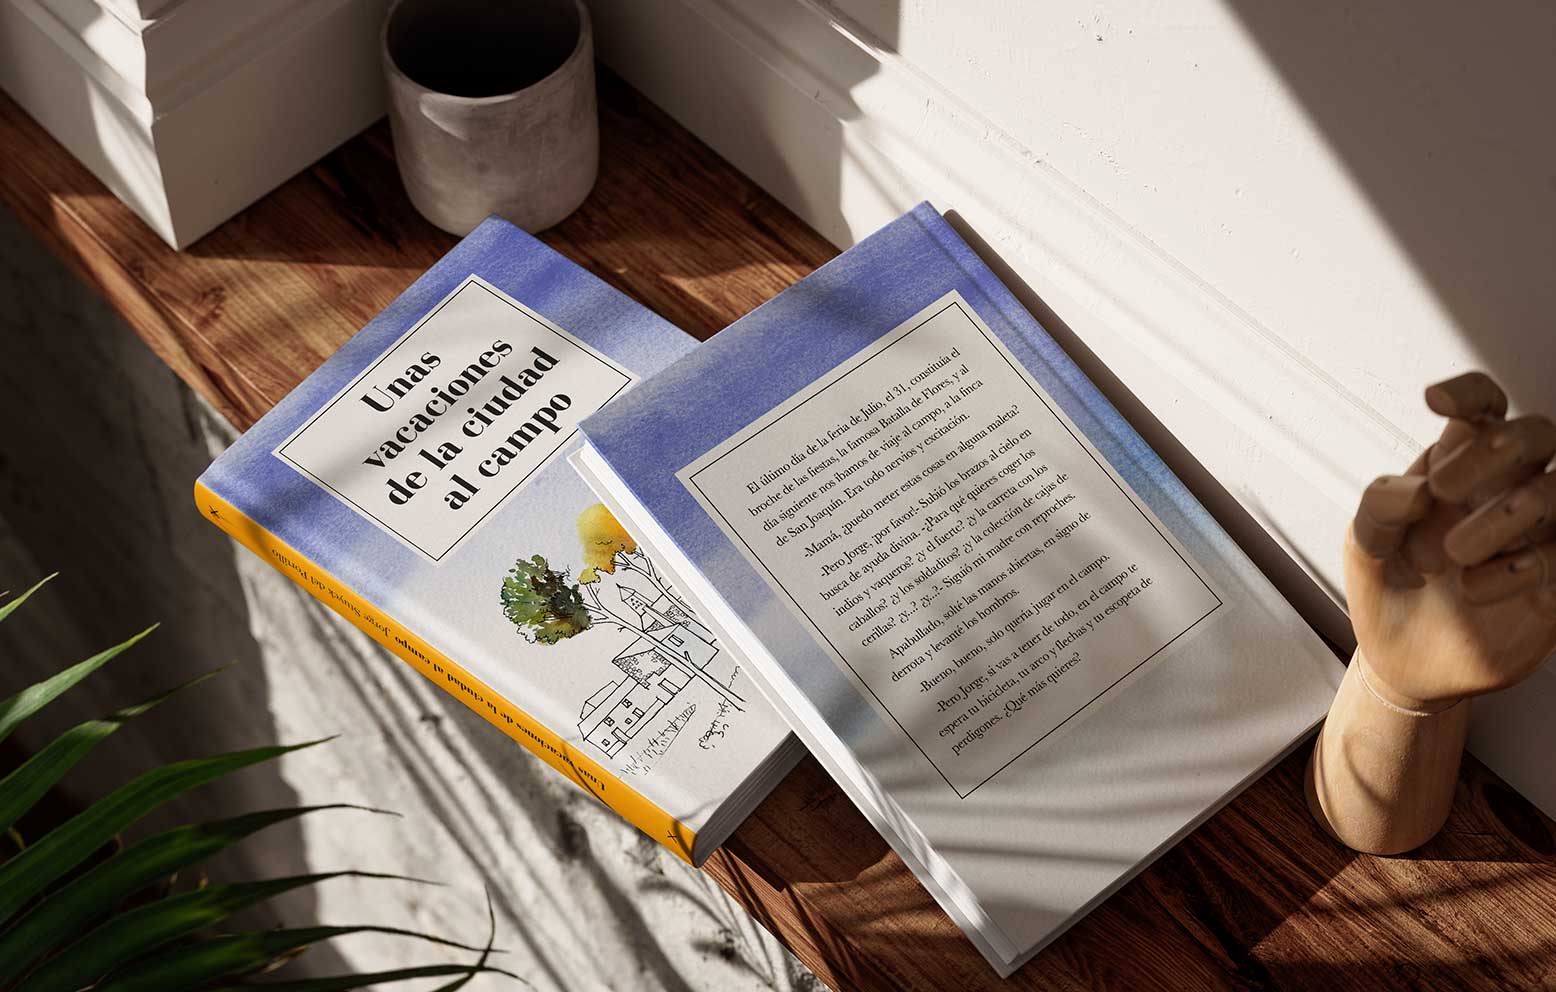 Unas
vacaciones
de la ciudad
al campo
Unas vacaciones de la ciudad al campo Jorge Stuyck del Portillo
El último día de la feria de Julio, el 31, constituía el
broche de las fiestas, la famosa Batalla de Flores, y al
día siguiente nos íbamos de viaje al campo, a la finca
de San Joaquín. Era todo nervios y excitación.
-Mamá, ¿puedo meter estas cosas en alguna maleta?
-Pero Jorge, ¡por favor!- Subió los brazos al cielo en
busca de ayuda divina. -¿Para qué quieres coger los
indios y vaqueros? ¿y el fuerte? ¿y la carreta con los
caballos? ¿y los soldaditos? ¿y la colección de cajas de
cerillas? ¿y...? ¿y...?- Siguió mi madre con reproches.
Apabullado, solté las manos abiertas, en signo de
derrota y levanté los hombros.
-Bueno, bueno, solo quería jugar en el campo.
-Pero Jorge, si vas a tener de todo, en el campo te
espera tu bicicleta, tu arco y flechas y tu escopeta de
perdigones. ¿Qué más quieres?